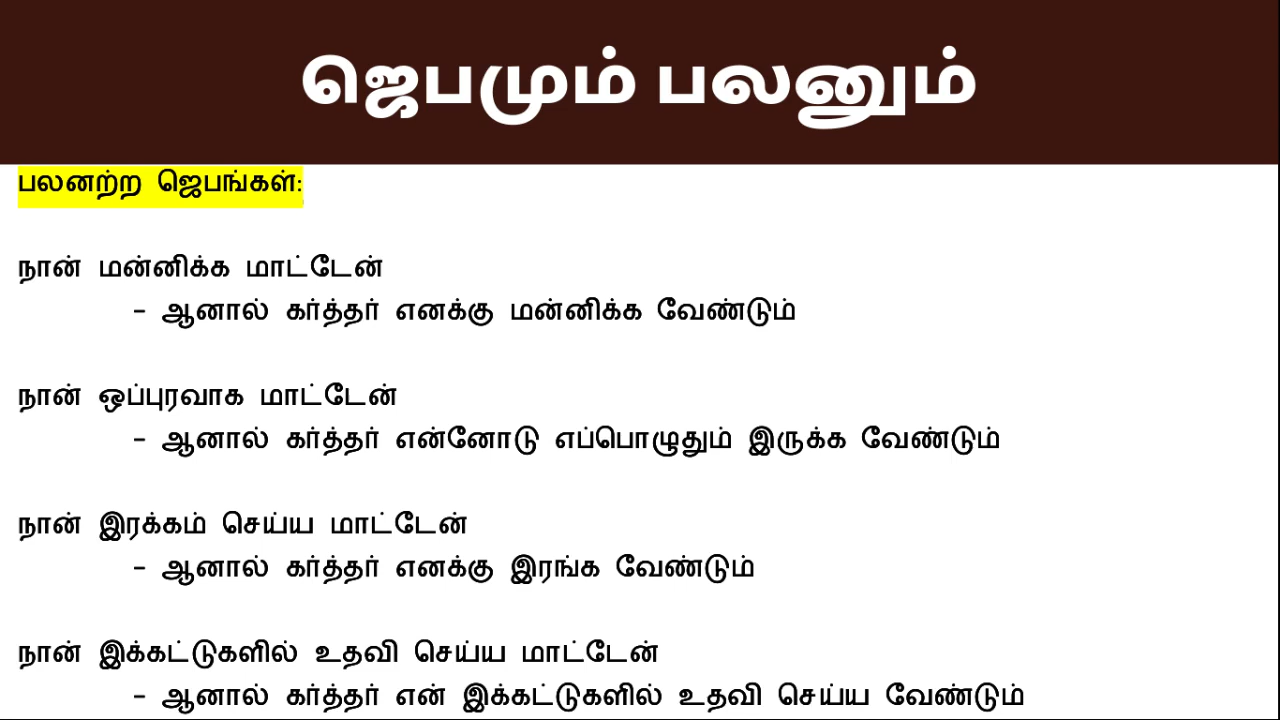 ஜெபமும் பலனும்
பலனற்ற ஜெபங்கள்:
நான் மன்னிக்க மாட்டேன்
- ஆனால் கர்த்தர் எனக்கு மன்னிக்க வேண்டும்
நான் ஒப்புரவாக மாட்டேன்
- ஆனால் கர்த்தர் என்னோடு எப்பொழுதும் இருக்க வேண்டும்
நான் இரக்கம் செய்ய மாட்டேன்
- ஆனால் கர்த்தர் எனக்கு இரங்க வேண்டும்
நான் இக்கட்டுகளில் உதவி செய்ய மாட்டேன்
- ஆனால் கர்த்தர் என் இக்கட்டுகளில் உதவி செய்ய வேண்டும்